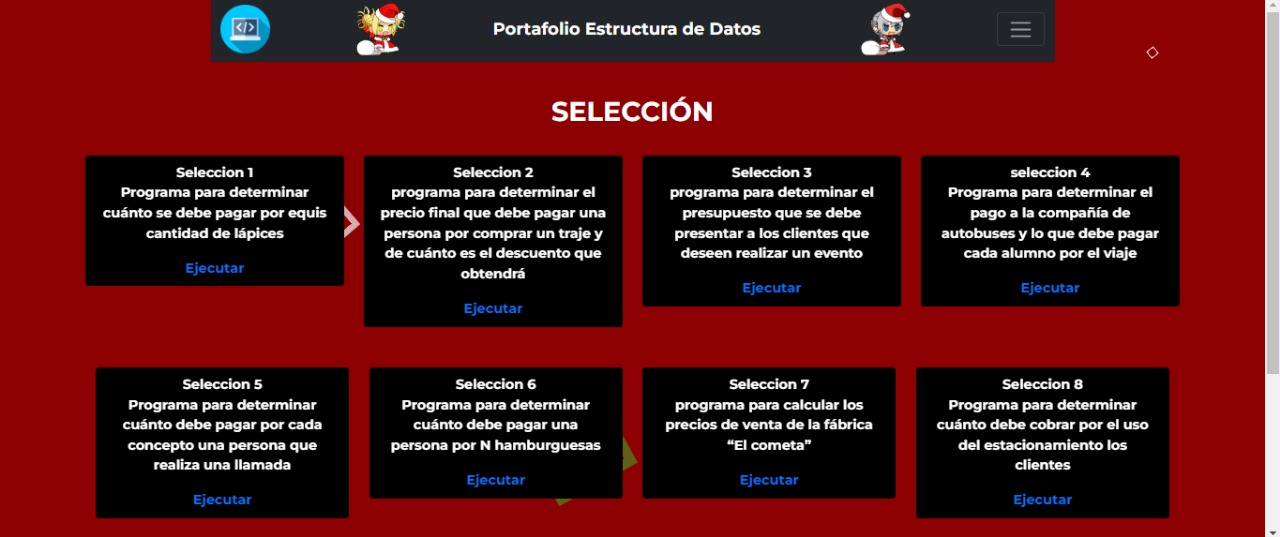 </>
Portafolio Estructura de Datos
SELECCIÓN
Seleccion 1
Programa para determinar
cuánto se debe pagar por equis
cantidad de lápices
Ejecutar
Seleccion 2
programa para determinar el
precio final que debe pagar una
persona por comprar un traje y
de cuánto es el descuento que
obtendrá
Ejecutar
Seleccion 3
programa para determinar el
presupuesto que se debe
presentar a los clientes que
deseen realizar un evento
Ejecutar
seleccion 4
Programa para determinar el
pago a la compañía de
autobuses y lo que debe pagar
cada alumno por el viaje
Ejecutar
Seleccion 5
Programa para determinar
cuánto debe pagar por cada
concepto una persona que
realiza una llamada
Ejecutar
Seleccion 6
Programa para determinar
cuánto debe pagar una
persona por N hamburguesas
Ejecutar
Seleccion 7
programa para calcular los
precios de venta de la fábrica
“El cometa”
Ejecutar
Seleccion 8
Programa para determinar
cuánto debe cobrar por el uso
del estacionamiento los
clientes
Ejecutar